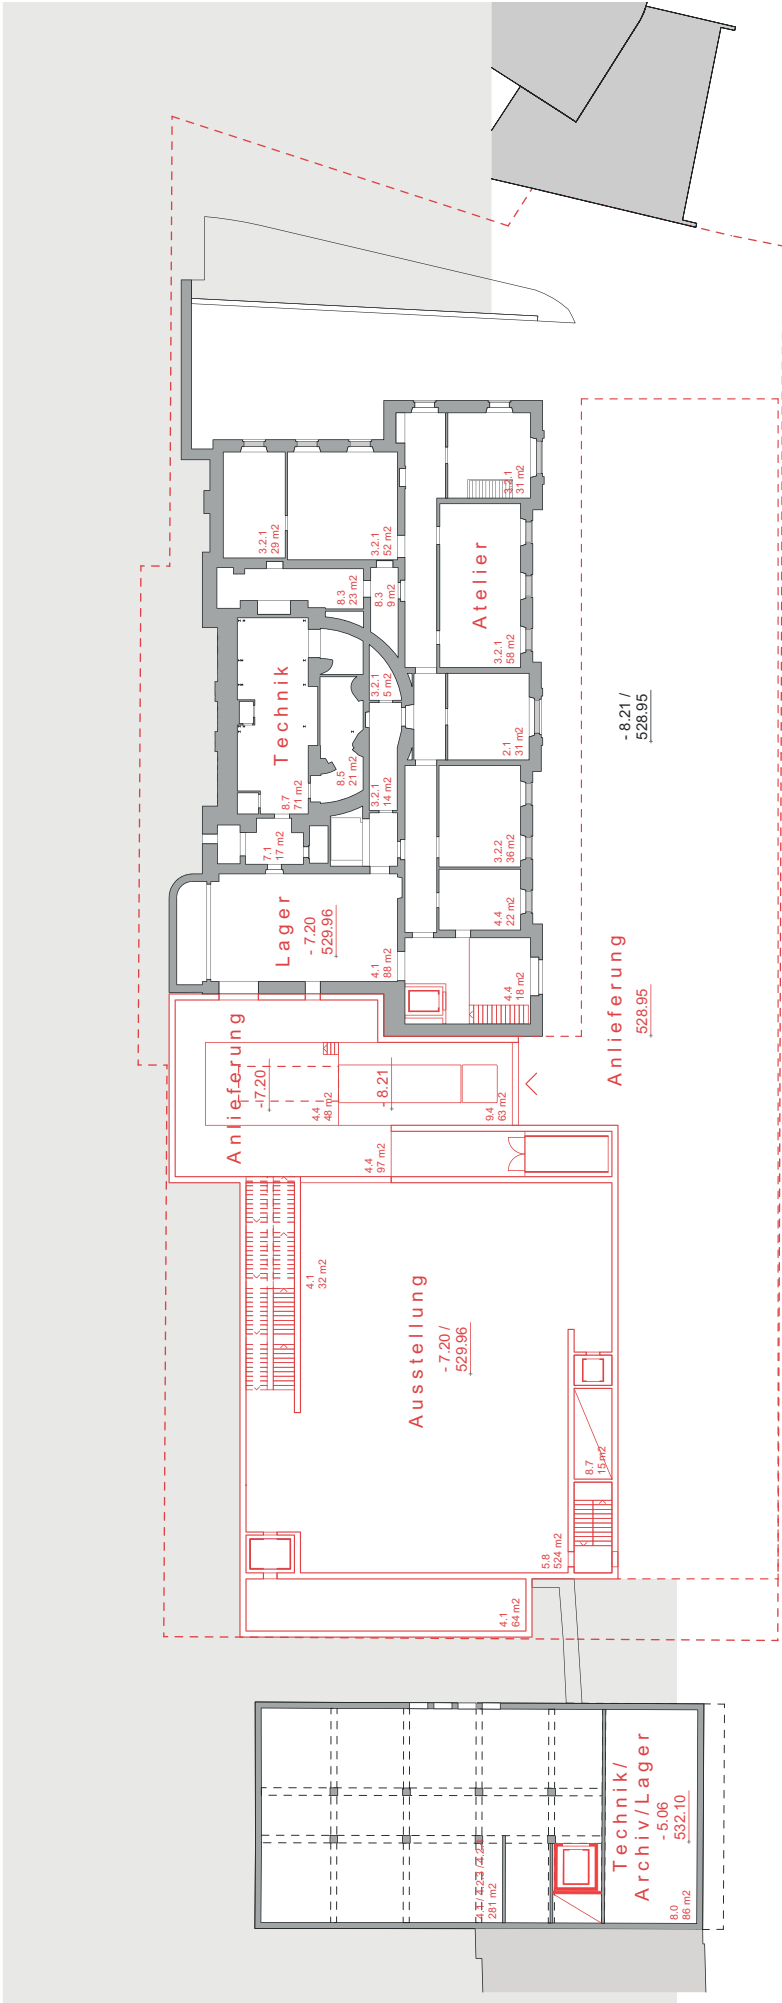 3.2.1
29 m2
3.2.1
52 m2
3.2.1
31 m2
8.3
23 m2
8.3
9 m2
Atelier
3.2.1
58 m2
Technik
8.7
71 m2
8.5
21 m2
3.2.1
5 m2
3.2.1
14 m2
2.1
31 m2
- 8.21 /
528.95
7.1
17 m2
3.2.2
36 m2
4.4
22 m2
Lager
- 7.20
529.96
4.1
88 m2
4.4
18 m2
Anlieferung
528.95
Anlieferung
- 7.20
- 8.21
4.4
48 m2
9.4
63 m2
4.4
97 m2
4.1
32 m2
Ausstellung
- 7.20 /
529.96
8.7
15 m2
5.8
524 m2
4.1
64 m2
281 m2
Technik/
Archiv/Lager
- 5.06
532.10
8.0
86 m2